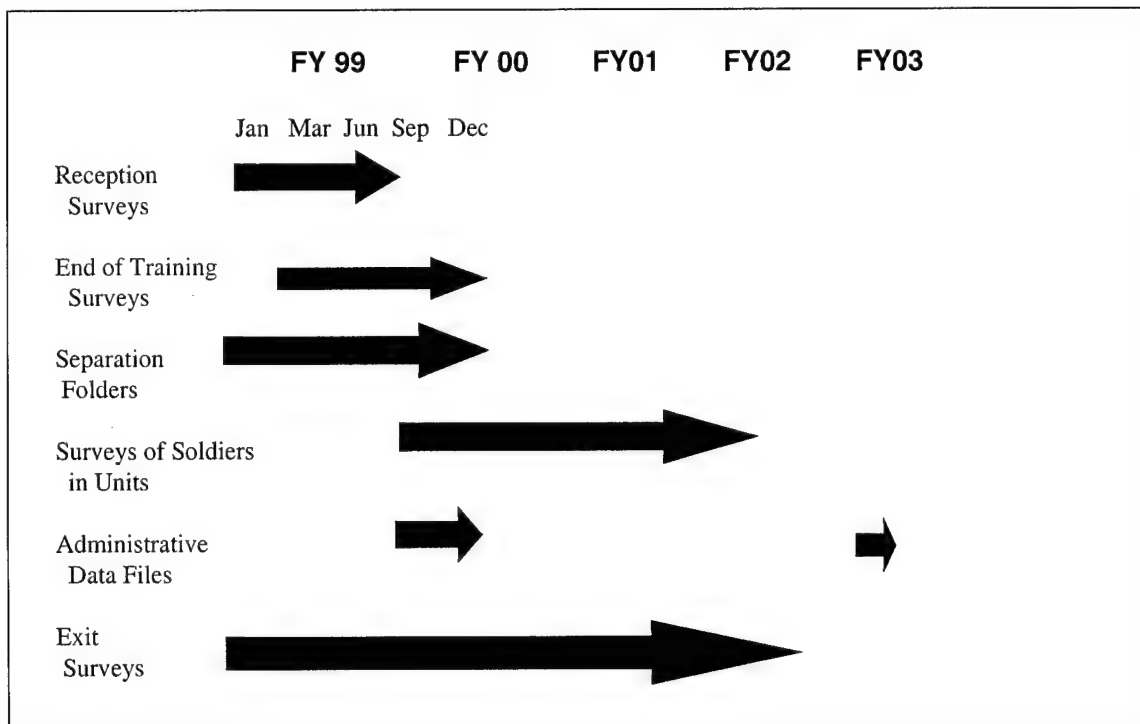 FY 99 FY 00 FY01 FY02 FY03
Jan Mar Jun Sep Dec
Reception
Surveys
End of Training
Surveys
Separation
Folders
Surveys of Soldiers
in Units
Administrative
Data Files
Exit
Surveys